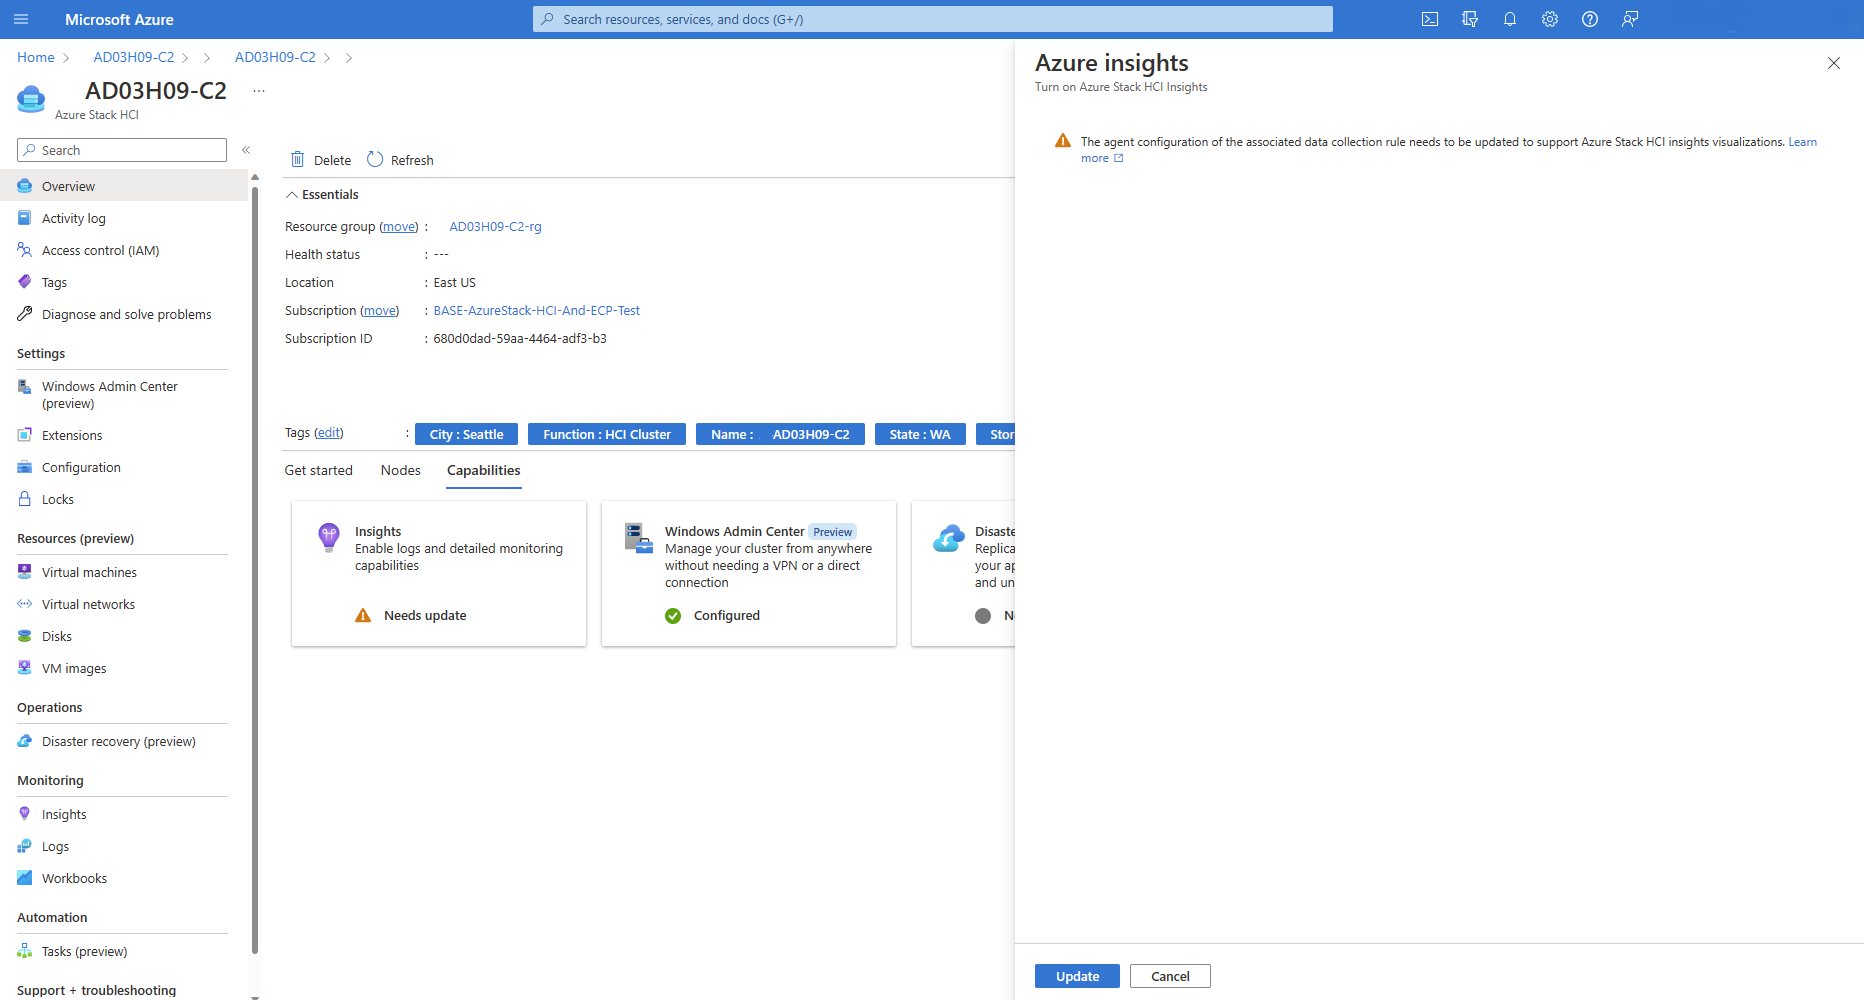 Microsoft Azure
Search resources, services, and docs (G+/)
Home
AD03H09-C2
AD03H09-C2
AD03H09-C2
...
Azure Stack HCI
Search
«
Overview
Activity log
Access control (IAM)
Tags
Diagnose and solve problems
Settings
Windows Admin Center
(preview)
Extensions
Configuration
Locks
Resources (preview)
Virtual machines
Virtual networks
Disks
VM images
Operations
Disaster recovery (preview)
Monitoring
Insights
Logs
Workbooks
Automation
Tasks (preview)
Support + troubleshooting
Delete
Refresh
Essentials
Resource group (move) : AD03H09-C2-rg
Health status : ---
Location : East US
Subscription (move) : BASE-AzureStack-HCI-And-ECP-Test
Subscription ID : 680d0dad-59aa-4464-adf3-b3
Tags (edit) : City : Seattle Function : HCI Cluster Name : AD03H09-C2 State : WA Stor
Get started Nodes Capabilities
Insights
Enable logs and detailed monitoring
capabilities
Needs update
Windows Admin Center Preview
Manage your cluster from anywhere
without needing a VPN or a direct
connection
Configured
Disaste
Replica
your ap
and un
N
Azure insights
Turn on Azure Stack HCI Insights
The agent configuration of the associated data collection rule needs to be updated to support Azure Stack HCI insights visualizations. Learn
more
Update
Cancel